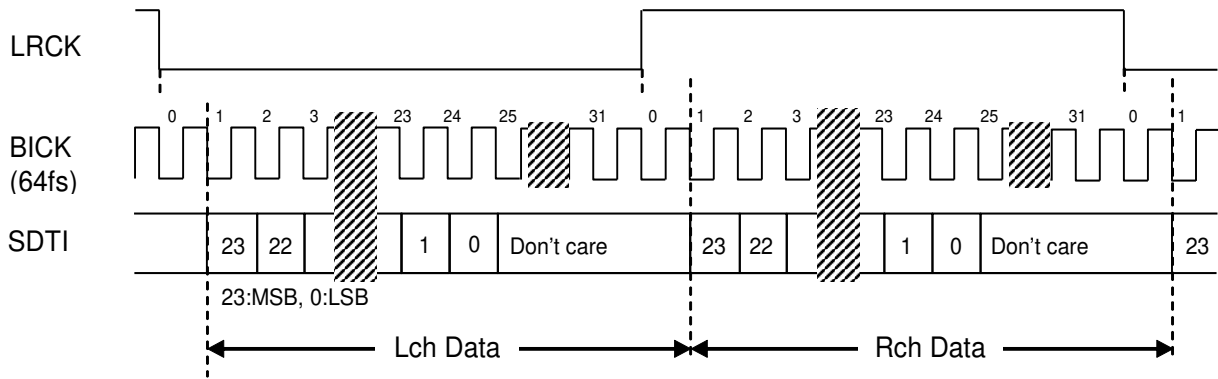 LRCK
0 1 2 3 23 24 25 31 0 1 2 3 23 24 25 31 0 1
BICK
(64fs)
SDTI
23 22 1 0 Don't care 23 22 1 0 Don't care 23
23:MSB, 0:LSB
Lch Data Rch Data